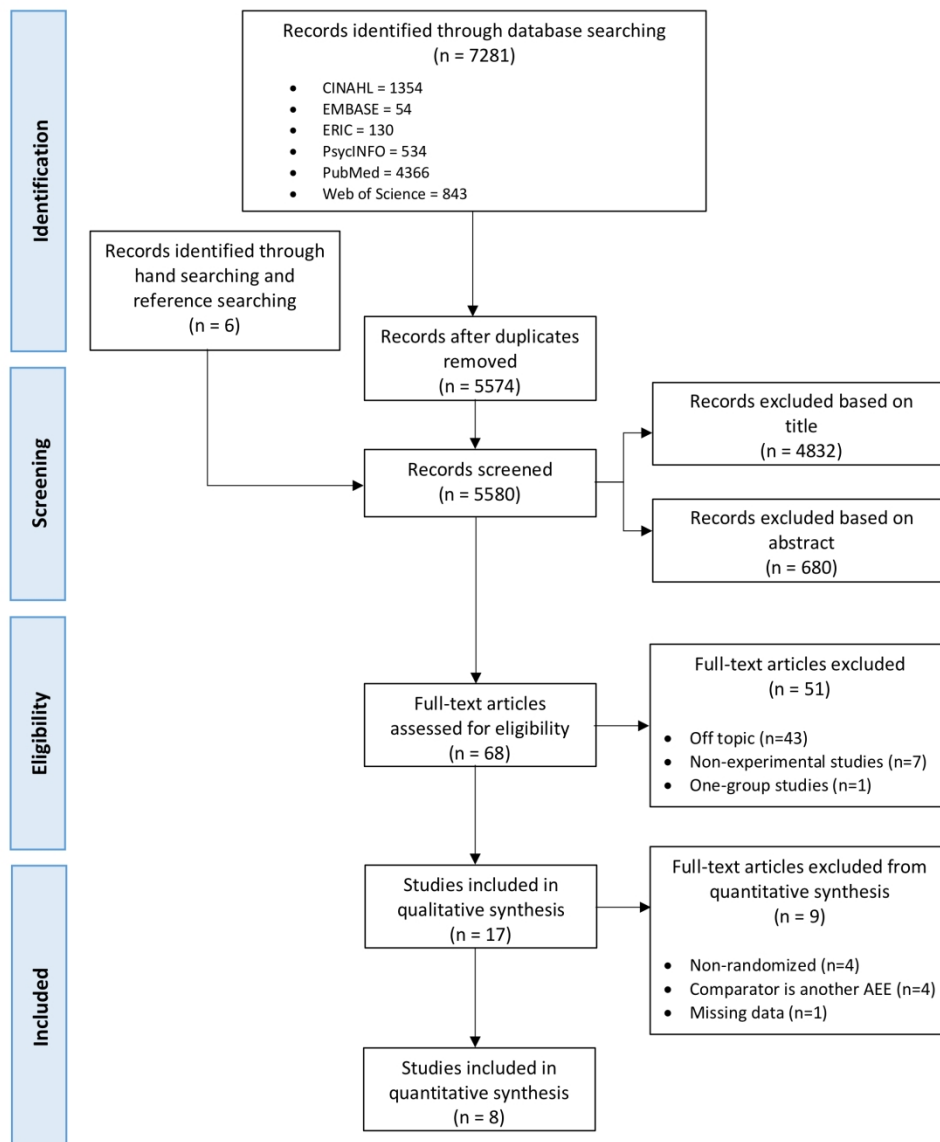 Identification
Records identified through database searching
(n = 7281)
• CINAHL = 1354
• EMBASE = 54
• ERIC = 130
• PsycINFO = 534
• PubMed = 4366
• Web of Science = 843
Records identified through
hand searching and
reference searching
(n = 6)
Records after duplicates
removed
(n = 5574)
Screening
Records screened
(n = 5580)
Records excluded based on
title
(n = 4832)
Records excluded based on
abstract
(n = 680)
Eligibility
Full-text articles
assessed for eligibility
(n = 68)
Full-text articles excluded
(n = 51)
• Off topic (n=43)
• Non-experimental studies (n=7)
• One-group studies (n=1)
Included
Studies included in
qualitative synthesis
(n = 17)
Full-text articles excluded from
quantitative synthesis
(n = 9)
• Non-randomized (n=4)
• Comparator is another AEE (n=4)
• Missing data (n=1)
Studies included in
quantitative synthesis
(n = 8)